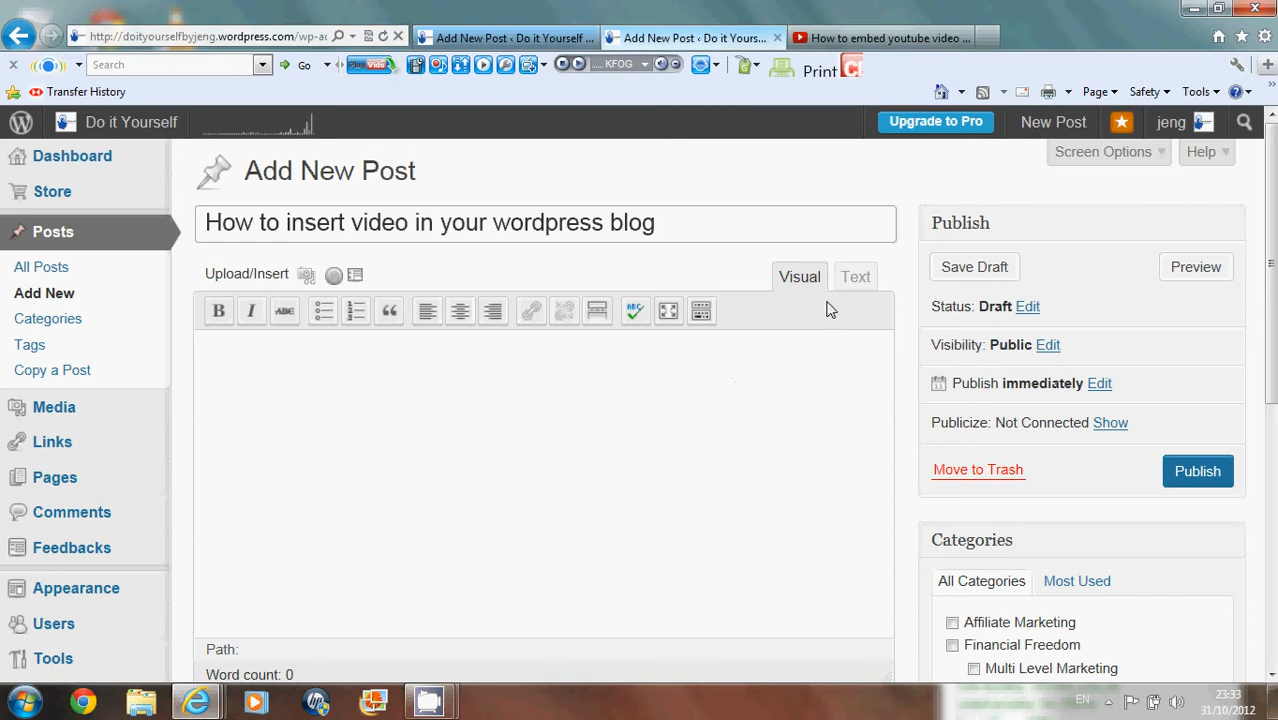 http://doityourselfbyjeng.wordpress.com/wp-ac
Add New Post ‹ Do it Yourself ...
Add New Post ‹ Do it Yours...
How to embed youtube video ...
Search
Go
KFOG
Print
Transfer History
Page
Safety
Tools
Do it Yourself
Upgrade to Pro
New Post
jeng
Dashboard
Store
Posts
All Posts
Add New
Categories
Tags
Copy a Post
Media
Links
Pages
Comments
Feedbacks
Appearance
Users
Tools
Screen Options
Help
Add New Post
How to insert video in your wordpress blog
Upload/Insert
Visual
Text
B I ABC
ABC
Path:
Word count: 0
Publish
Save Draft
Preview
Status: Draft Edit
Visibility: Public Edit
Publish immediately Edit
Publicize: Not Connected Show
Move to Trash
Publish
Categories
All Categories
Most Used
Affiliate Marketing
Financial Freedom
Multi Level Marketing
EN
23:33
31/10/2012